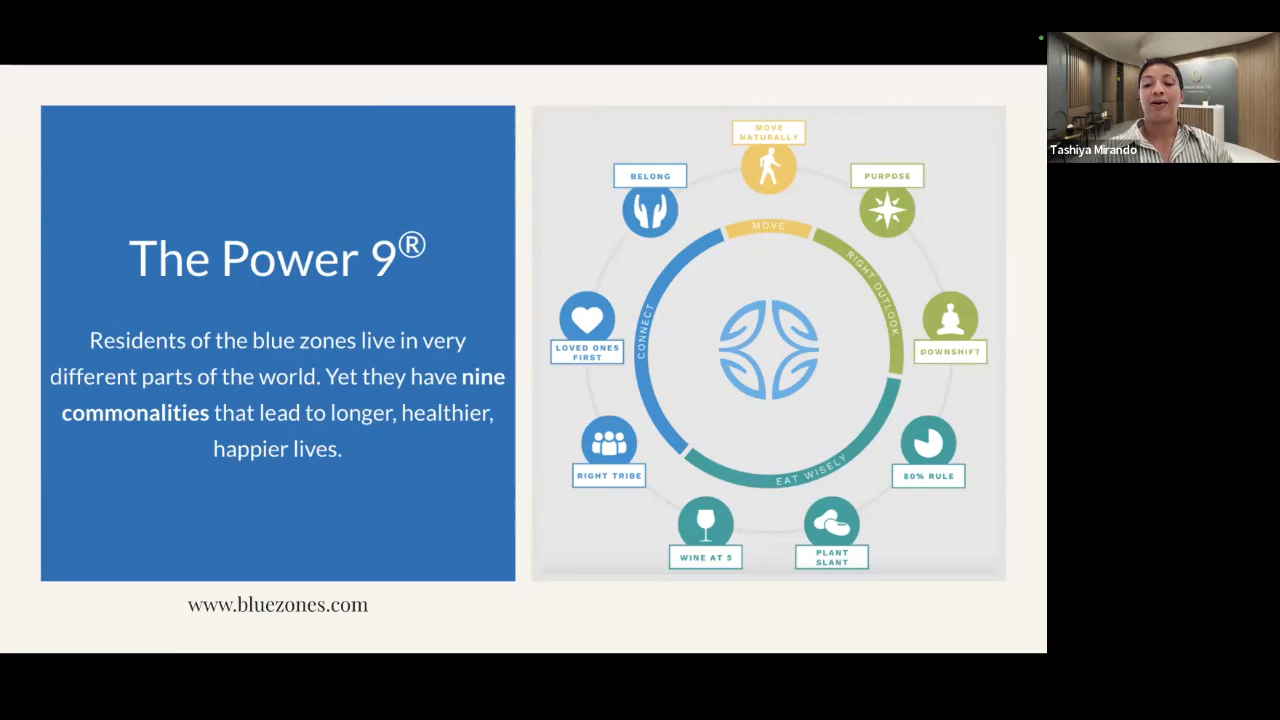 The Power 9®
Residents of the blue zones live in very
different parts of the world. Yet they have nine
commonalities that lead to longer, healthier,
happier lives.
www.bluezones.com
MOVE
NATURALLY
PURPOSE
DOWNSHIFT
80% RULE
PLANT
SLANT
WINE AT 5
RIGHT TRIBE
LOVED ONES
FIRST
BELONG
MOVE
RIGHT OUTLOOK
EAT WISELY
CONNECT
Tashiya Mirando